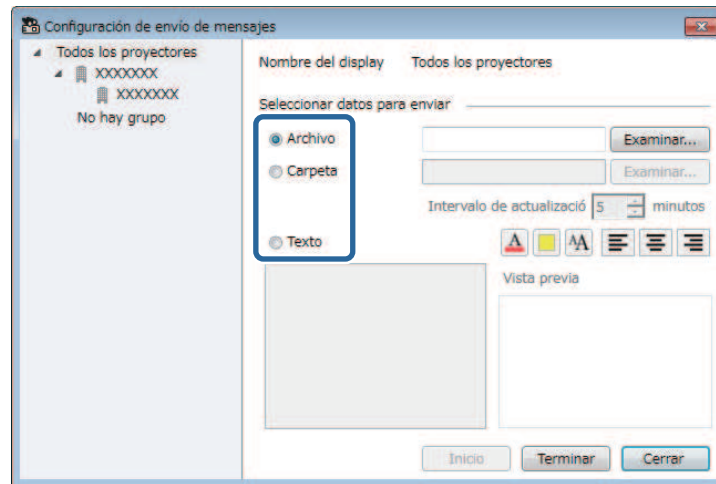 Configuración de envío de mensajes
Todos los proyectores
XXXXXXX
XXXXXXX
No hay grupo
Nombre del display Todos los proyectores
Seleccionar datos para enviar
Archivo Examinar...
Carpeta Examinar...
Intervalo de actualizació 5 minutos
Texto A AA
Vista previa
Inicio Terminar Cerrar